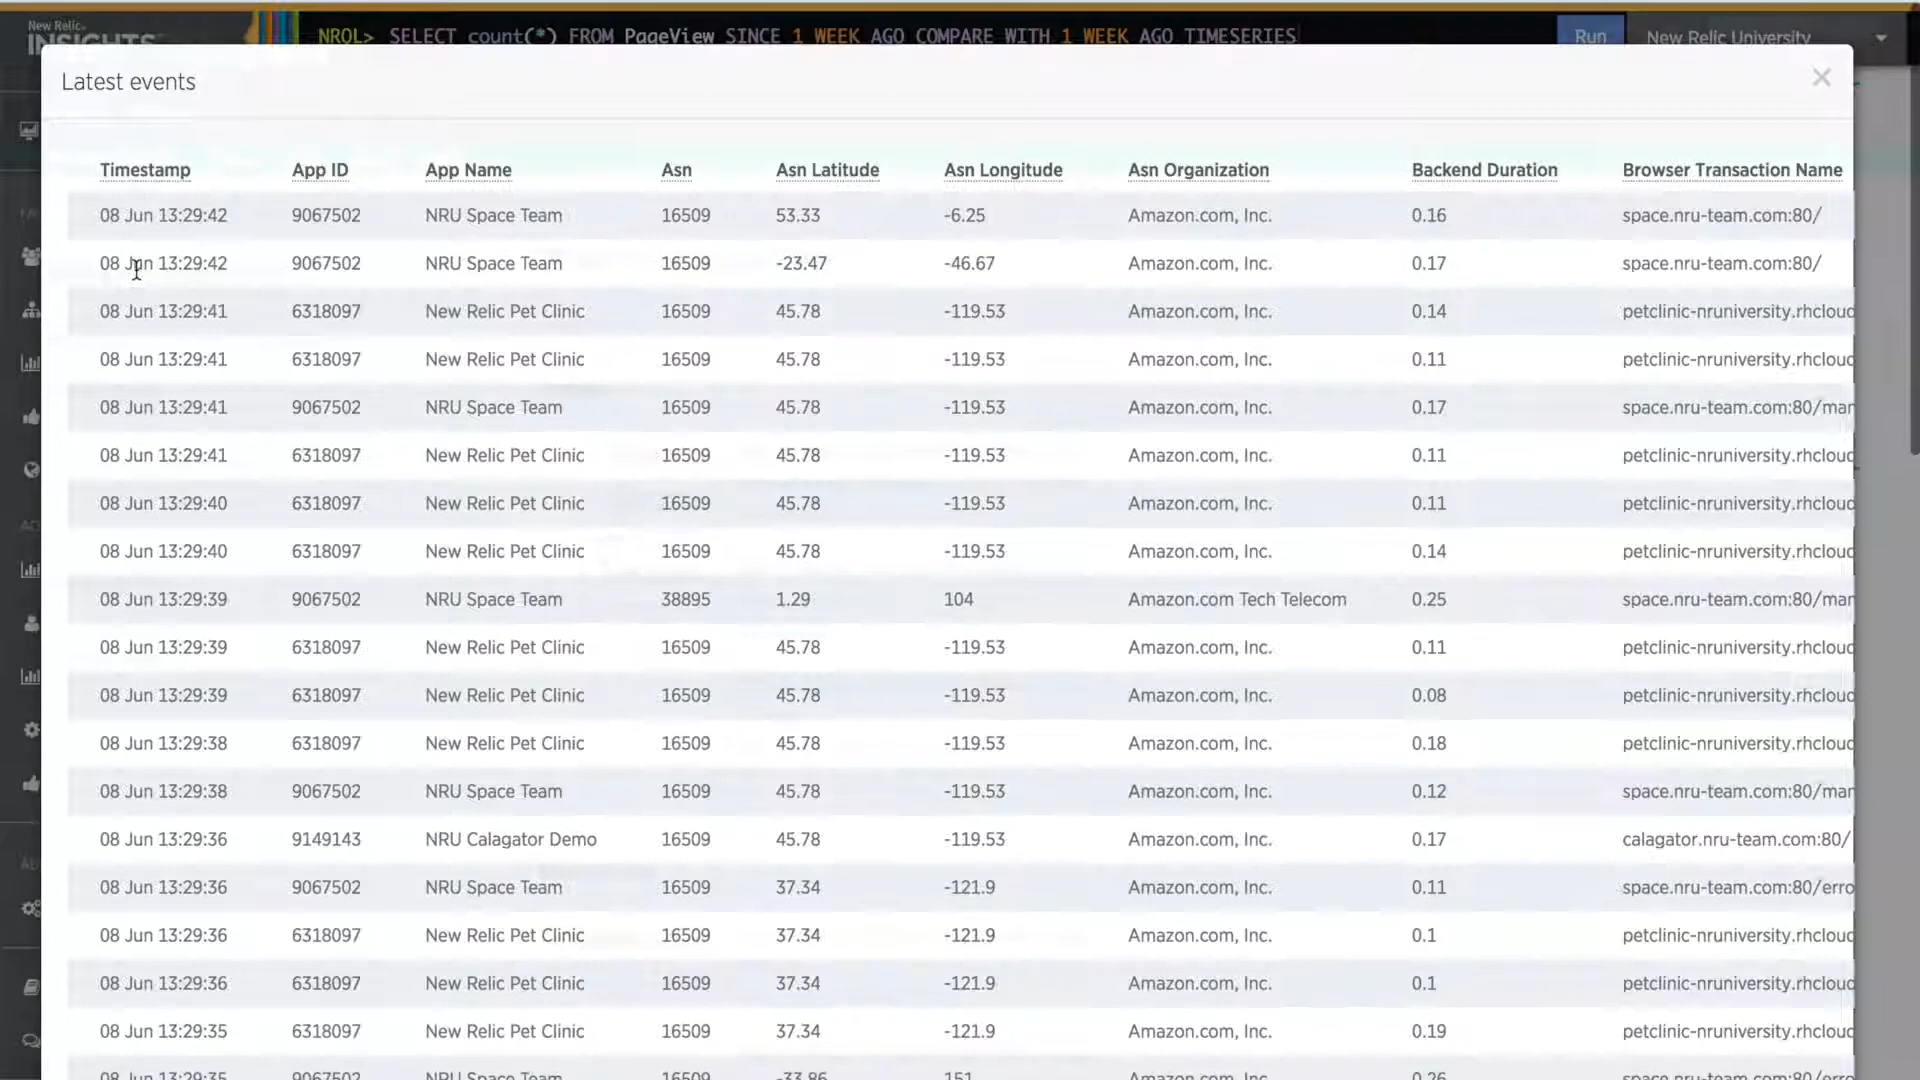 New Relic
INSIGHTS
NRQL> SELECT count(*) FROM PageView SINCE 1 WEEK AGO COMPARE WITH 1 WEEK AGO TIMESERIES
Run
New Relic University
Latest events
Timestamp App ID App Name Asn Asn Latitude Asn Longitude Asn Organization Backend Duration Browser Transaction Name
08 Jun 13:29:42 9067502 NRU Space Team 16509 53.33 -6.25 Amazon.com, Inc. 0.16 space.nru-team.com:80/
08 Jun 13:29:42 9067502 NRU Space Team 16509 -23.47 -46.67 Amazon.com, Inc. 0.17 space.nru-team.com:80/
08 Jun 13:29:41 6318097 New Relic Pet Clinic 16509 45.78 -119.53 Amazon.com, Inc. 0.14 petclinic-nruniversity.rhcloud
08 Jun 13:29:41 6318097 New Relic Pet Clinic 16509 45.78 -119.53 Amazon.com, Inc. 0.11 petclinic-nruniversity.rhcloud
08 Jun 13:29:41 9067502 NRU Space Team 16509 45.78 -119.53 Amazon.com, Inc. 0.17 space.nru-team.com:80/mar
08 Jun 13:29:41 6318097 New Relic Pet Clinic 16509 45.78 -119.53 Amazon.com, Inc. 0.11 petclinic-nruniversity.rhcloud
08 Jun 13:29:40 6318097 New Relic Pet Clinic 16509 45.78 -119.53 Amazon.com, Inc. 0.11 petclinic-nruniversity.rhcloud
08 Jun 13:29:40 6318097 New Relic Pet Clinic 16509 45.78 -119.53 Amazon.com, Inc. 0.14 petclinic-nruniversity.rhcloud
08 Jun 13:29:39 9067502 NRU Space Team 38895 1.29 104 Amazon.com Tech Telecom 0.25 space.nru-team.com:80/mar
08 Jun 13:29:39 6318097 New Relic Pet Clinic 16509 45.78 -119.53 Amazon.com, Inc. 0.11 petclinic-nruniversity.rhcloud
08 Jun 13:29:39 6318097 New Relic Pet Clinic 16509 45.78 -119.53 Amazon.com, Inc. 0.08 petclinic-nruniversity.rhcloud
08 Jun 13:29:38 6318097 New Relic Pet Clinic 16509 45.78 -119.53 Amazon.com, Inc. 0.18 petclinic-nruniversity.rhcloud
08 Jun 13:29:38 9067502 NRU Space Team 16509 45.78 -119.53 Amazon.com, Inc. 0.12 space.nru-team.com:80/mar
08 Jun 13:29:36 9149143 NRU Calagator Demo 16509 45.78 -119.53 Amazon.com, Inc. 0.17 calagator.nru-team.com:80/
08 Jun 13:29:36 9067502 NRU Space Team 16509 37.34 -121.9 Amazon.com, Inc. 0.11 space.nru-team.com:80/erro
08 Jun 13:29:36 6318097 New Relic Pet Clinic 16509 37.34 -121.9 Amazon.com, Inc. 0.1 petclinic-nruniversity.rhcloud
08 Jun 13:29:36 6318097 New Relic Pet Clinic 16509 37.34 -121.9 Amazon.com, Inc. 0.1 petclinic-nruniversity.rhcloud
08 Jun 13:29:35 6318097 New Relic Pet Clinic 16509 37.34 -121.9 Amazon.com, Inc. 0.19 petclinic-nruniversity.rhcloud
08 Jun 13:29:35 9067502 NRU Space Team 16509 -33.86 151 Amazon.com, Inc. 0.26 space.nru-team.com:80/erro